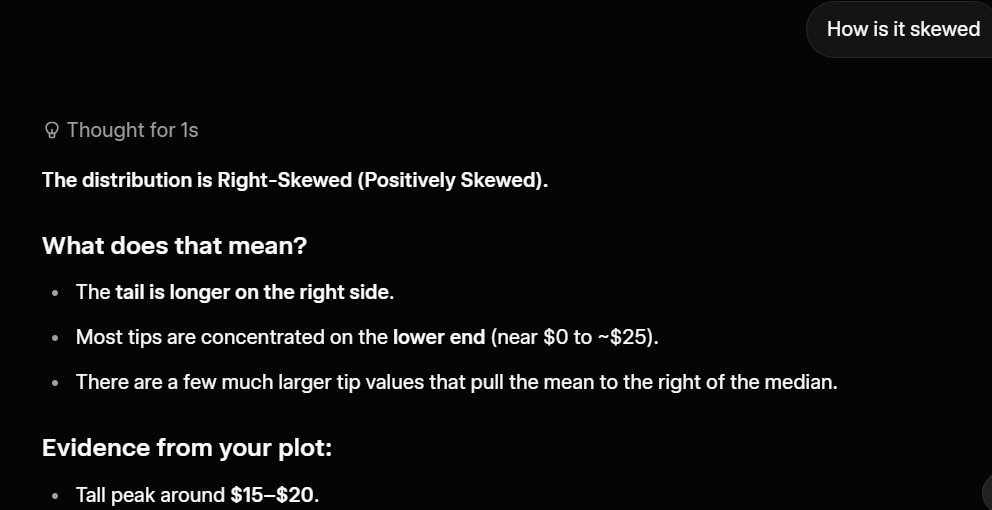 How is it skewed
Thought for 1s
The distribution is Right-Skewed (Positively Skewed).
What does that mean?
• The tail is longer on the right side.
• Most tips are concentrated on the lower end (near $0 to ~$25).
• There are a few much larger tip values that pull the mean to the right of the median.
Evidence from your plot:
• Tall peak around $15–$20.